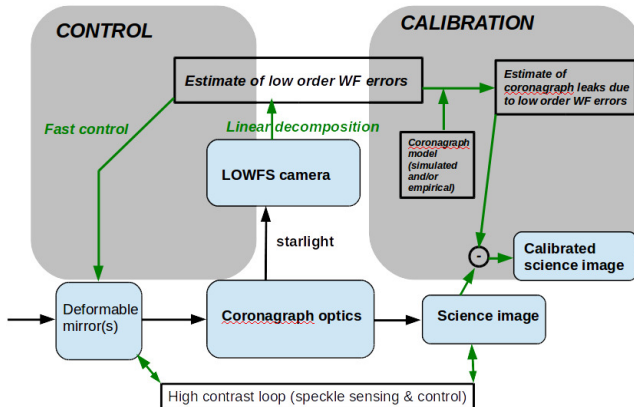 CONTROL
CALIBRATION
Estimate of low order WF errors
Estimate of
coronagraph leaks due
to low order WF errors
Fast control
Linear decomposition
Coronagraph
model
(simulated
and/or
empirical)
LOWFS camera
starlight
-
Calibrated
science image
Deformable
mirror(s)
Coronagraph optics
Science image
High contrast loop (speckle sensing & control)